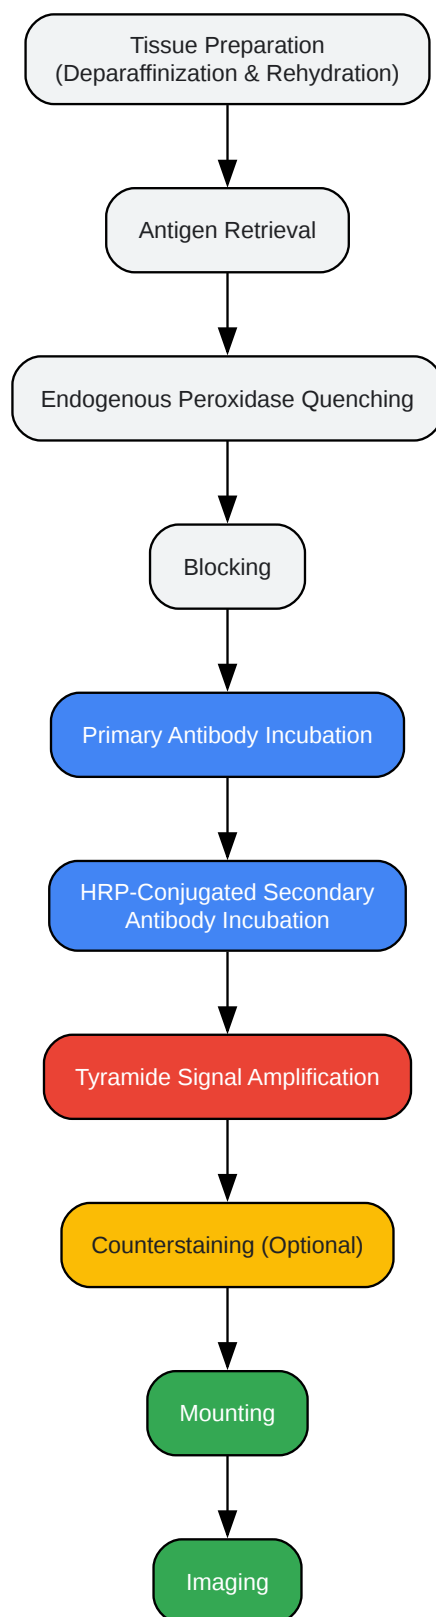 Tissue Preparation
(Deparaffinization & Rehydration)
Antigen Retrieval
Endogenous Peroxidase Quenching
Blocking
Primary Antibody Incubation
HRP-Conjugated Secondary
Antibody Incubation
Tyramide Signal Amplification
Counterstaining (Optional)
Mounting
Imaging